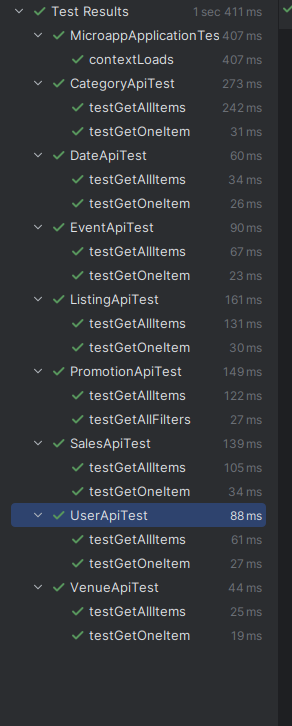 Test Results 1 sec 411 ms
MicroappApplicationTes 407 ms
contextLoads 407 ms
CategoryApiTest 273 ms
testGetAllItems 242 ms
testGetOneItem 31 ms
DateApiTest 60 ms
testGetAllItems 34 ms
testGetOneItem 26 ms
EventApiTest 90 ms
testGetAllItems 67 ms
testGetOneItem 23 ms
ListingApiTest 161 ms
testGetAllItems 131 ms
testGetOneItem 30 ms
PromotionApiTest 149 ms
testGetAllItems 122 ms
testGetAllFilters 27 ms
SalesApiTest 139 ms
testGetAllItems 105 ms
testGetOneItem 34 ms
UserApiTest 88 ms
testGetAllItems 61 ms
testGetOneItem 27 ms
VenueApiTest 44 ms
testGetAllItems 25 ms
testGetOneItem 19 ms